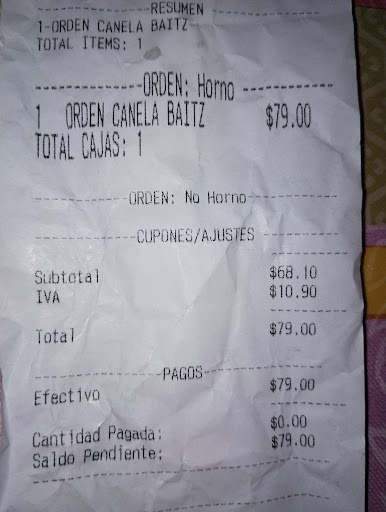 RESUMEN
1-ORDEN CANELA BAITZ
TOTAL ITEMS: 1
ORDEN: Horno
1 ORDEN CANELA BAITZ $79.00
TOTAL CAJAS: 1
ORDEN: No Horno
CUPONES/AJUSTES
Subtotal $68.10
IVA $10.90
Total $79.00
PAGOS
Efectivo $79.00
Cantidad Pagada: $0.00
Saldo Pendiente: $79.00